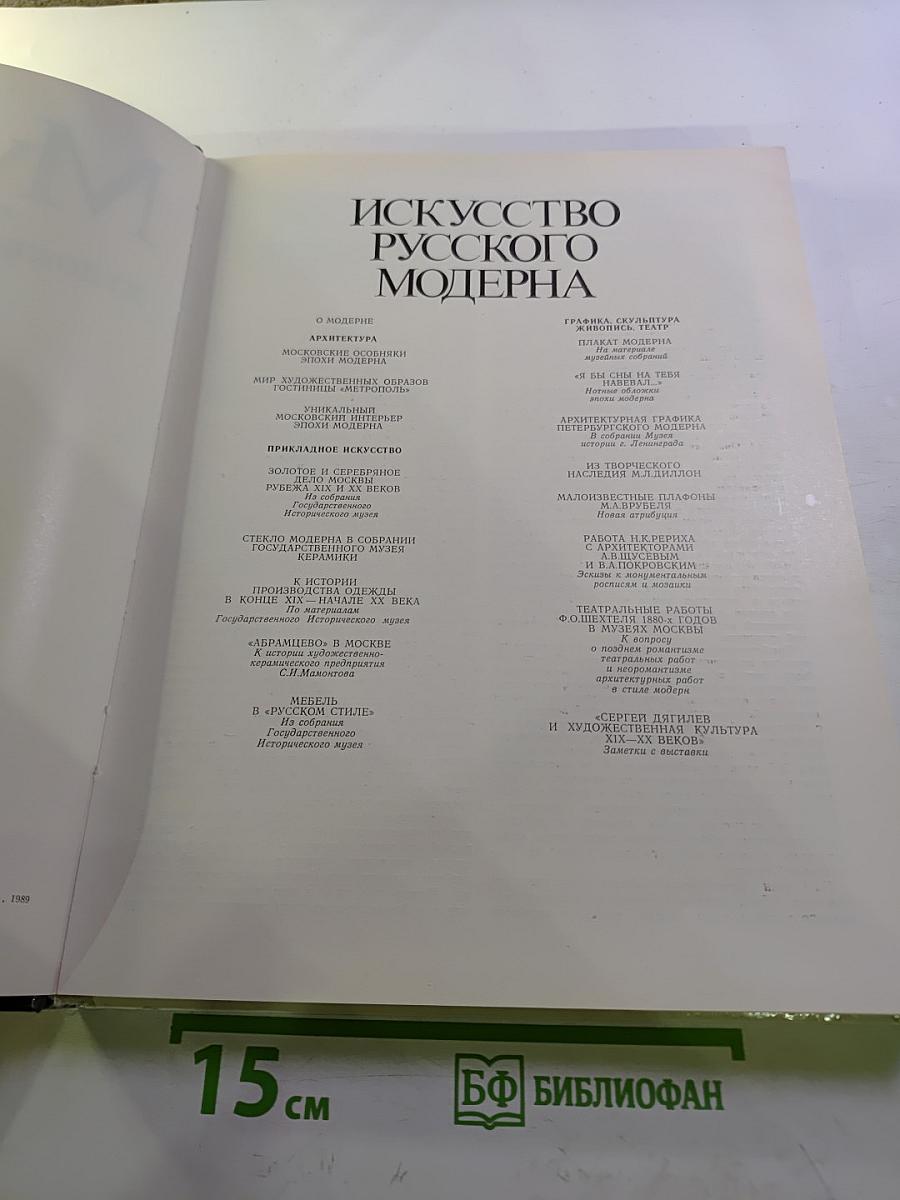 ИСКУССТВО
РУССКОГО
МОДЕРНА
О МОДЕРНЕ
АРХИТЕКТУРА
МОСКОВСКИЕ ОСОБНЯКИ
ЭПОХИ МОДЕРНА
МИР ХУДОЖЕСТВЕННЫХ ОБРАЗОВ
ГОСТИНИЦЫ «МЕТРОПОЛЬ»
УНИКАЛЬНЫЙ
МОСКОВСКИЙ ИНТЕРЬЕР
ЭПОХИ МОДЕРНА
ПРИКЛАДНОЕ ИСКУССТВО
ЗОЛОТОЕ И СЕРЕБРЯНОЕ
ДЕЛО МОСКВЫ
РУБЕЖА XIX И XX ВЕКОВ
Из собрания
Государственного
Исторического музея
СТЕКЛО МОДЕРНА В СОБРАНИИ
ГОСУДАРСТВЕННОГО МУЗЕЯ
КЕРАМИКИ
К ИСТОРИИ
ПРОИЗВОДСТВА ОДЕЖДЫ
В КОНЦЕ XIX — НАЧАЛЕ XX ВЕКА
По материалам
Государственного Исторического музея
«АБРАМЦЕВО» В МОСКВЕ
К истории художественно-
керамического предприятия
С.И.Мамонтова
МЕБЕЛЬ
В «РУССКОМ СТИЛЕ»
Из собрания
Государственного
Исторического музея
ГРАФИКА, СКУЛЬПТУРА
ЖИВОПИСЬ, ТЕАТР
ПЛАКАТ МОДЕРНА
На материале
музейных собраний
«Я БЫ СНЫ НА ТЕБЯ
НАВЕВАЛ...»
Нотные обложки
эпохи модерна
АРХИТЕКТУРНАЯ ГРАФИКА
ПЕТЕРБУРГСКОГО МОДЕРНА
В собрании Музея
истории г. Ленинграда
ИЗ ТВОРЧЕСКОГО
НАСЛЕДИЯ М.Л.ДИЛЛОН
МАЛОИЗВЕСТНЫЕ ПЛАФОНЫ
М.А.ВРУБЕЛЯ
Новая атрибуция
РАБОТА Н.К.РЕРИХА
С АРХИТЕКТОРАМИ
А.В.ЩУСЕВЫМ
И В.А.ПОКРОВСКИМ
Эскизы к монументальным
росписям и мозаики
ТЕАТРАЛЬНЫЕ РАБОТЫ
Ф.О.ШЕХТЕЛЯ 1880-х ГОДОВ
В МУЗЕЯХ МОСКВЫ
К вопросу
о позднем романтизме
театральных работ
и неоромантизме
архитектурных работ
в стиле модерн
«СЕРГЕЙ ДЯГИЛЕВ
И ХУДОЖЕСТВЕННАЯ КУЛЬТУРА
XIX—XX ВЕКОВ»
Заметки с выставки
, 1989
15 см
БФ БИБЛИОФАН